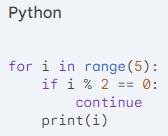 Python
for i in range(5):
    if i % 2 == 0:
        continue
    print(i)